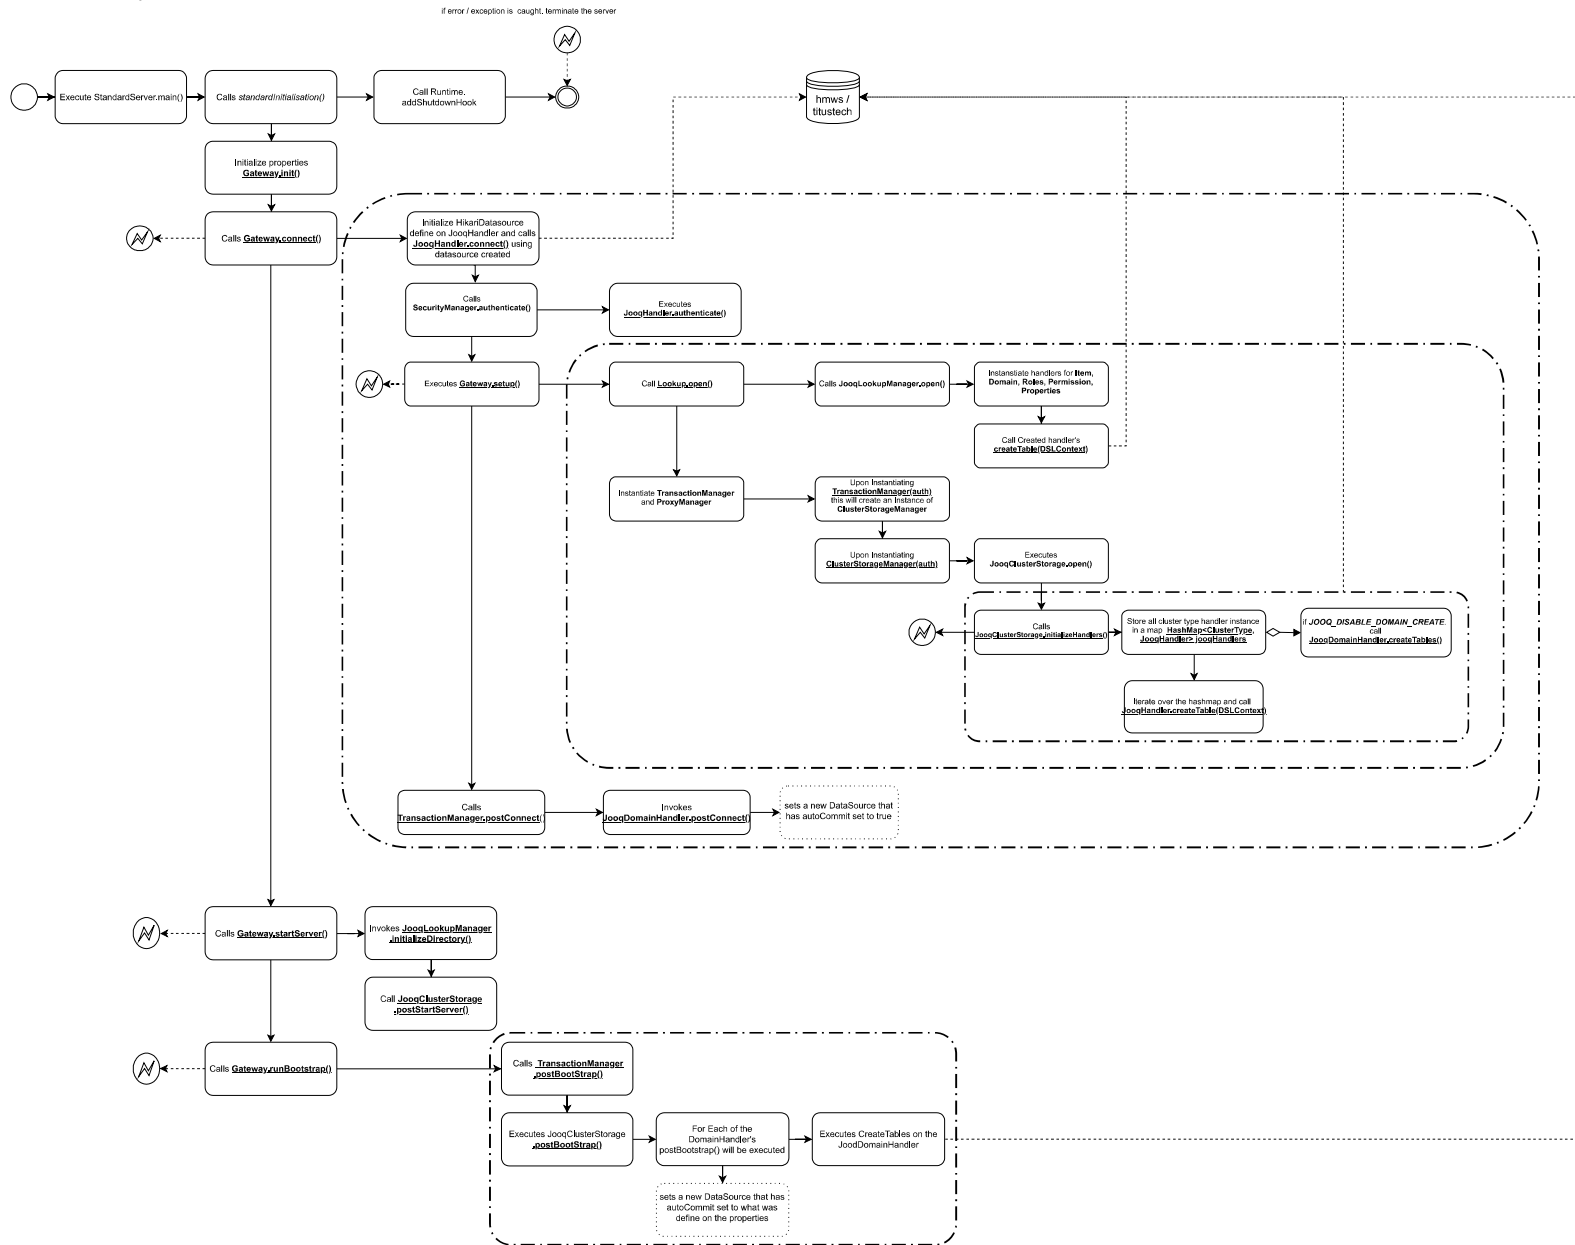 if error / exception is caught, terminate the server
Execute StandardServer.main()
Calls standardInitialisation()
Call Runtime.
addShutdownHook
hmws /
titustech
Initialize properties
Gateway.init()
Calls Gateway.connect()
Initialize HikariDatasource
define on JooqHandler and calls
JooqHandler.connect() using
datasource created
Calls
SecurityManager.authenticate()
Executes
JooqHandler.authenticate()
Executes Gateway.setup()
Call Lookup.open()
Calls JooqLookupManager.open()
Instanstiate handlers for Item,
Domain, Roles, Permission,
Properties
Call Created handler's
createTable(DSLContext)
Instantiate TransactionManager
and ProxyManager
Upon Instantiating
TransactionManager(auth)
this will create an Instance of
ClusterStorageManager
Upon Instantiating
ClusterStorageManager(auth)
Executes
JooqClusterStorage.open()
Calls
JooqClusterStorage.initializeHandlers()
Store all cluster type handler instance
in a map HashMap<ClusterType,
JooqHandler> jooqHandlers
if JOOQ_DISABLE_DOMAIN_CREATE.
call
JooqDomainHandler.createTables()
Iterate over the hashmap and call
JooqHandler.createTable(DSLContext)
Calls
TransactionManager.postConnect()
Invokes
JooqDomainHandler.postConnect()
sets a new DataSource that
has autoCommit set to true
Calls Gateway.startServer()
Invokes JooqLookupManager
.initializeDirectory()
Call JooqClusterStorage
.postStartServer()
Calls Gateway.runBootstrap()
Calls TransactionManager
.postBootStrap()
Executes JooqClusterStorage
.postBootStrap()
For Each of the
DomainHandler's
postBootstrap() will be executed
Executes CreateTables on the
JoodDomainHandler
sets a new DataSource that has
autoCommit set to what was
define on the properties